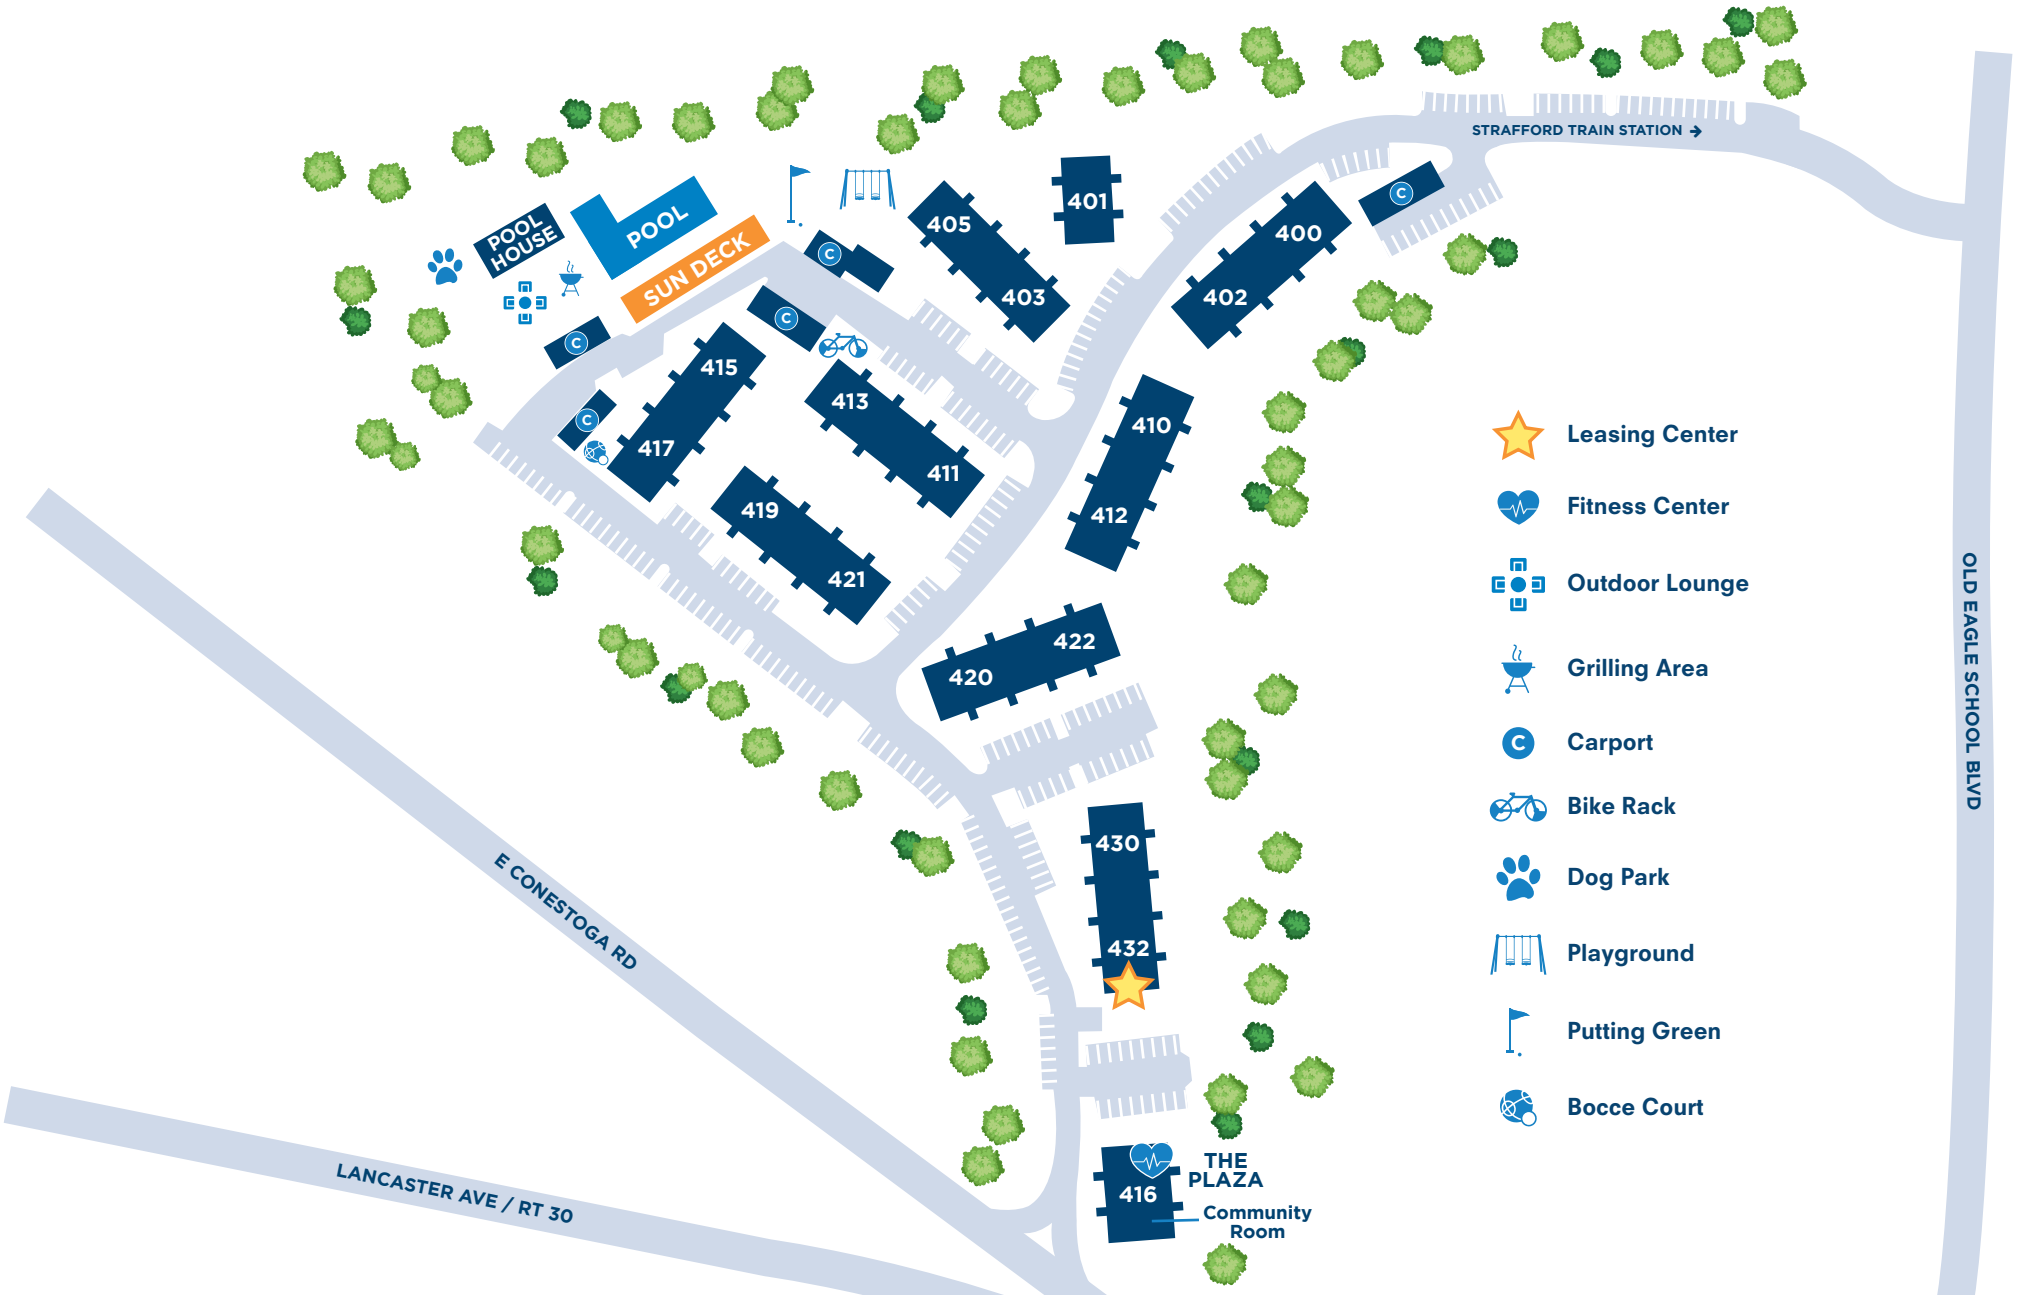 STRAFFORD TRAIN STATION →
401
405
403
400
402
C
POOL
HOUSE
POOL
SUN DECK
C
C
C
C
415
417
413
411
419
421
410
412
420
422
430
432
416
THE
PLAZA
Community
Room
E CONESTOGA RD
LANCASTER AVE / RT 30
OLD EAGLE SCHOOL BLVD
Leasing Center
Fitness Center
Outdoor Lounge
Grilling Area
C Carport
Bike Rack
Dog Park
Playground
Putting Green
Bocce Court